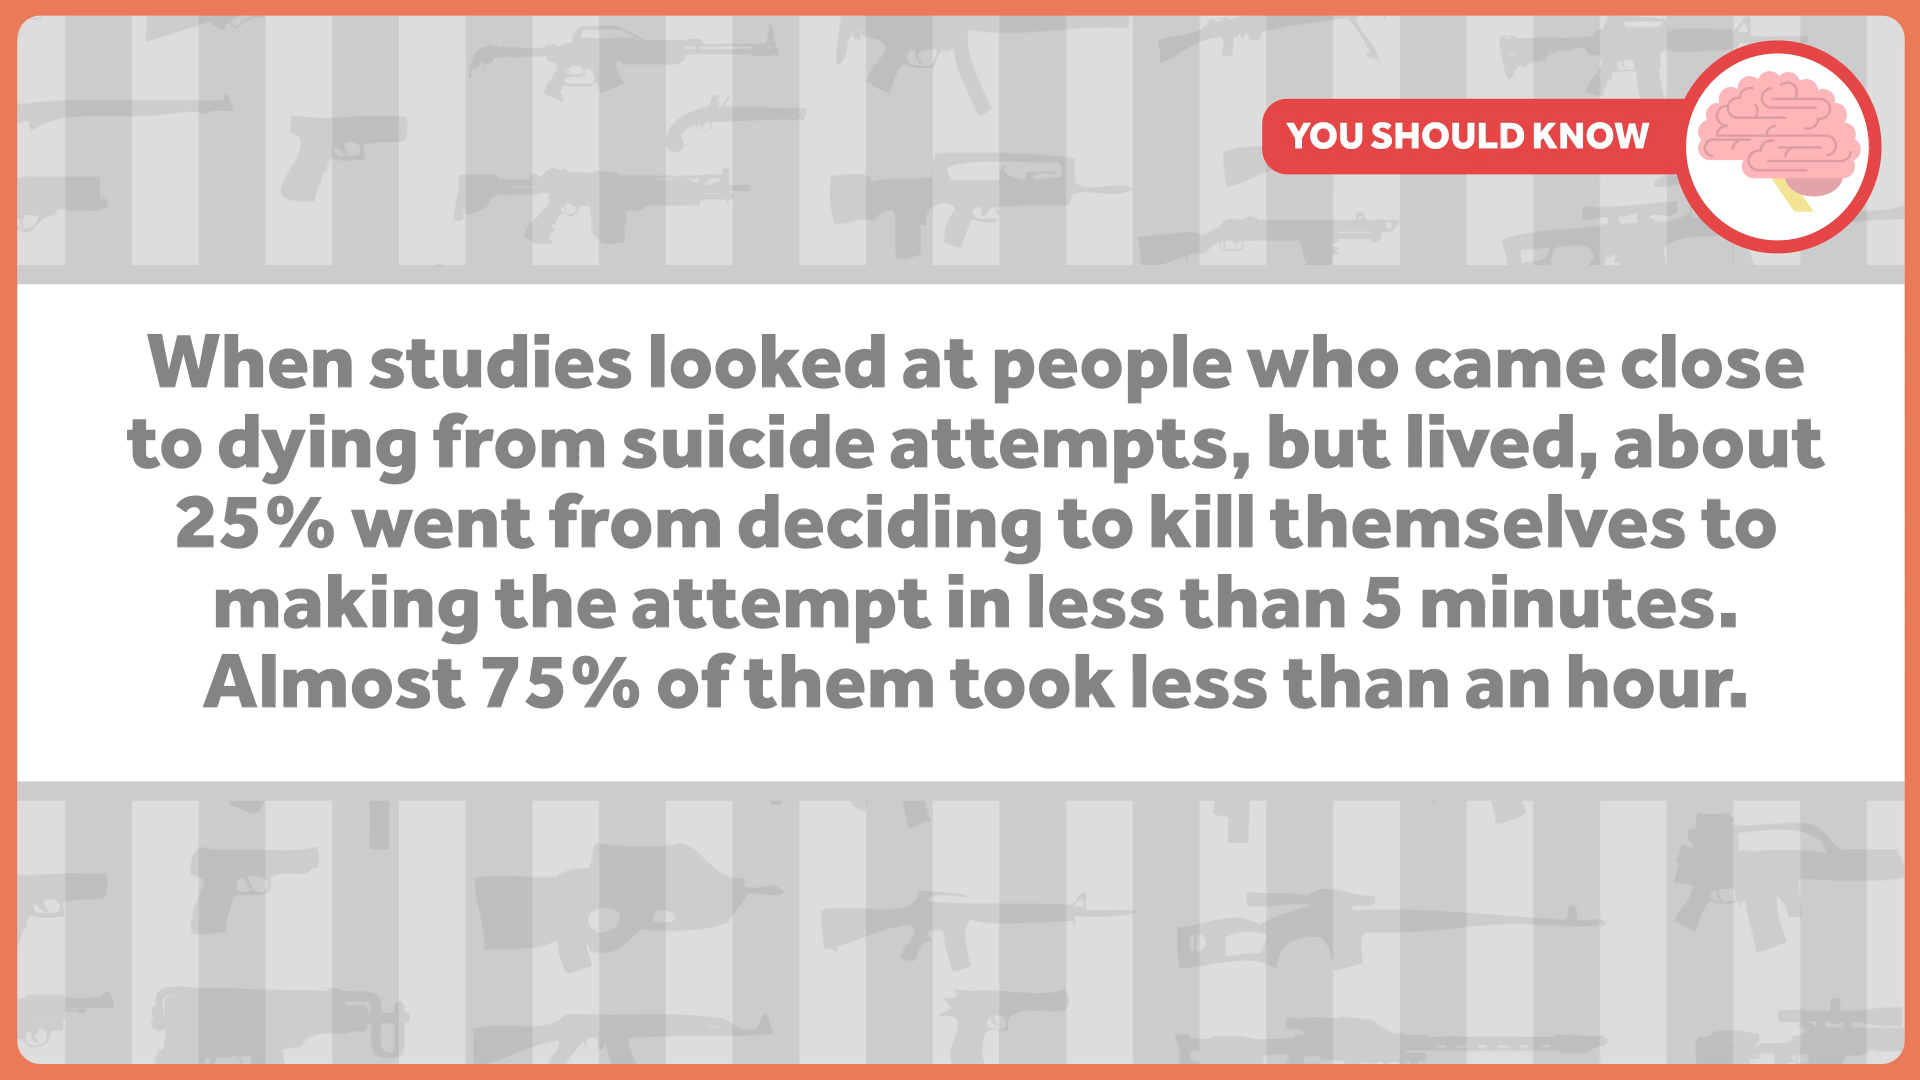 YOU SHOULD KNOW
When studies looked at people who came close
to dying from suicide attempts, but lived, about
25% went from deciding to kill themselves to
making the attempt in less than 5 minutes.
Almost 75% of them took less than an hour.